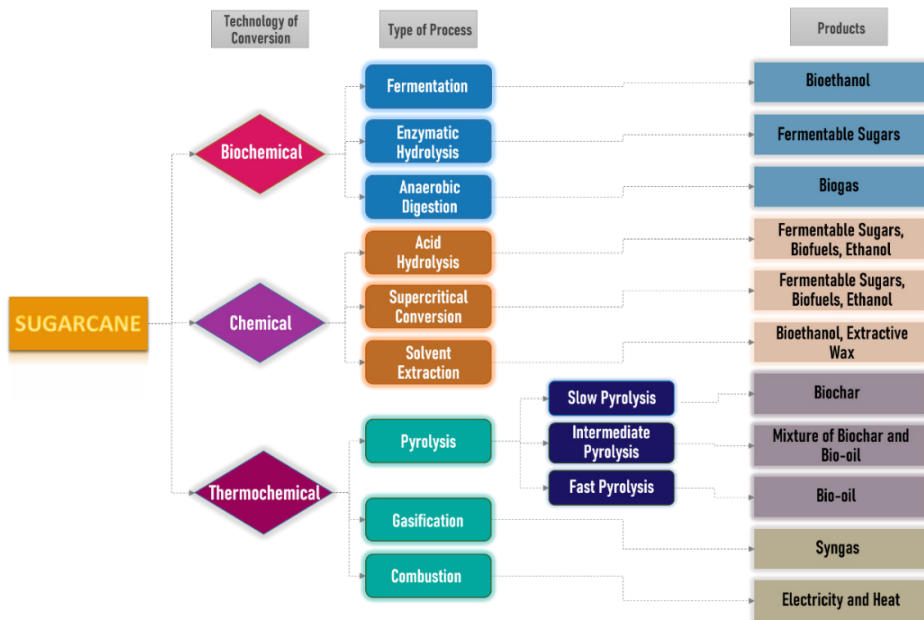 Technology of
Conversion
Type of Process
Products
SUGARCANE
Biochemical
Fermentation
Bioethanol
Enzymatic
Hydrolysis
Fermentable Sugars
Anaerobic
Digestion
Biogas
Chemical
Acid
Hydrolysis
Fermentable Sugars,
Biofuels, Ethanol
Supercritical
Conversion
Fermentable Sugars,
Biofuels, Ethanol
Solvent
Extraction
Bioethanol, Extractive
Wax
Thermochemical
Pyrolysis
Slow Pyrolysis
Biochar
Intermediate
Pyrolysis
Mixture of Biochar and
Bio-oil
Fast Pyrolysis
Bio-oil
Gasification
Syngas
Combustion
Electricity and Heat